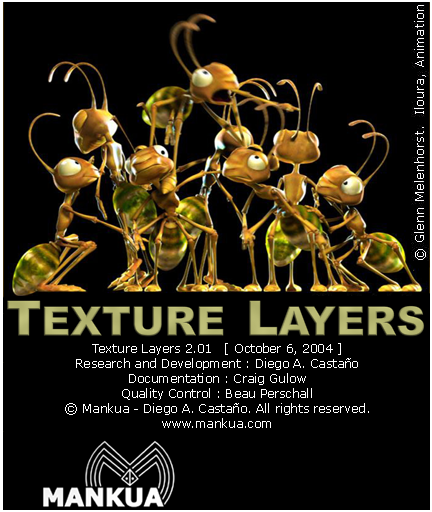 © Glenn Melenhorst. Iloura, Animation
TEXTURE LAYERS
Texture Layers 2.01 [ October 6, 2004 ]
Research and Development : Diego A. Castaño
Documentation : Craig Gulow
Quality Control : Beau Perschall
© Mankua - Diego A. Castaño. All rights reserved.
www.mankua.com
MANKUA